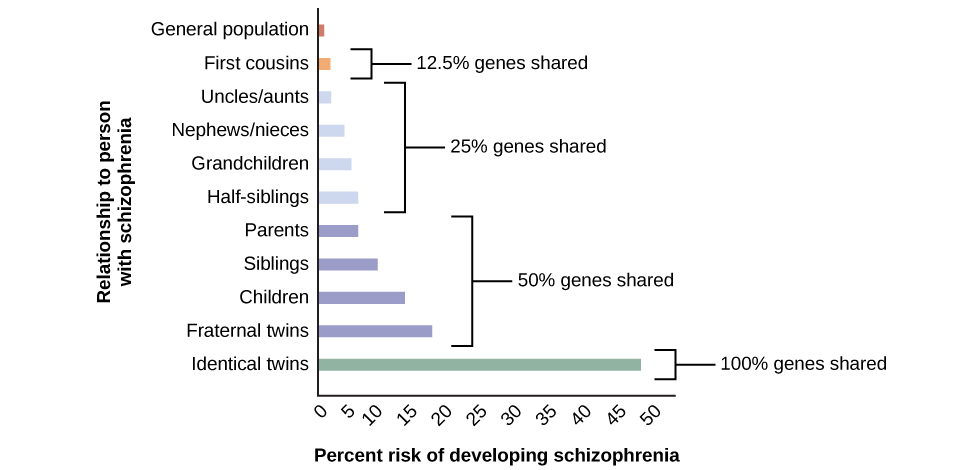 General population
First cousins
12.5% genes shared
Uncles/aunts
Nephews/nieces
25% genes shared
Grandchildren
Half-siblings
Parents
Siblings
50% genes shared
Children
Fraternal twins
Identical twins
100% genes shared
Relationship to person
with schizophrenia
0 5 10 15 20 25 30 35 40 45 50
Percent risk of developing schizophrenia